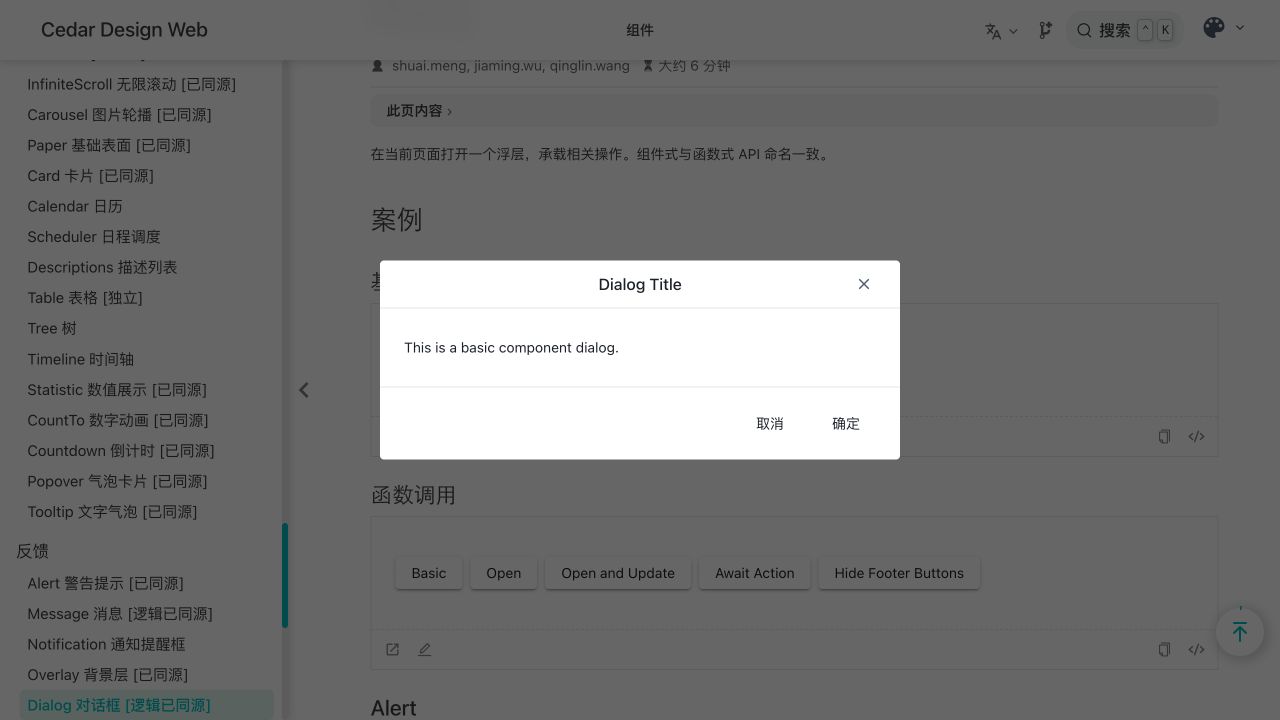 Cedar Design Web
组件
搜索 ^ K
InfiniteScroll 无限滚动 [已同源]
Carousel 图片轮播 [已同源]
Paper 基础表面 [已同源]
Card 卡片 [已同源]
Calendar 日历
Scheduler 日程调度
Descriptions 描述列表
Table 表格 [独立]
Tree 树
Timeline 时间轴
Statistic 数值展示 [已同源]
CountTo 数字动画 [已同源]
Countdown 倒计时 [已同源]
Popover 气泡卡片 [已同源]
Tooltip 文字气泡 [已同源]
反馈
Alert 警告提示 [已同源]
Message 消息 [逻辑已同源]
Notification 通知提醒框
Overlay 背景层 [已同源]
Dialog 对话框 [逻辑已同源]
shuai.meng, jiaming.wu, qinglin.wang 大约 6 分钟
此页内容 ›
在当前页面打开一个浮层，承载相关操作。组件式与函数式 API 命名一致。
案例
Dialog Title
This is a basic component dialog.
取消 确定
函数调用
Basic Open Open and Update Await Action Hide Footer Buttons
Alert